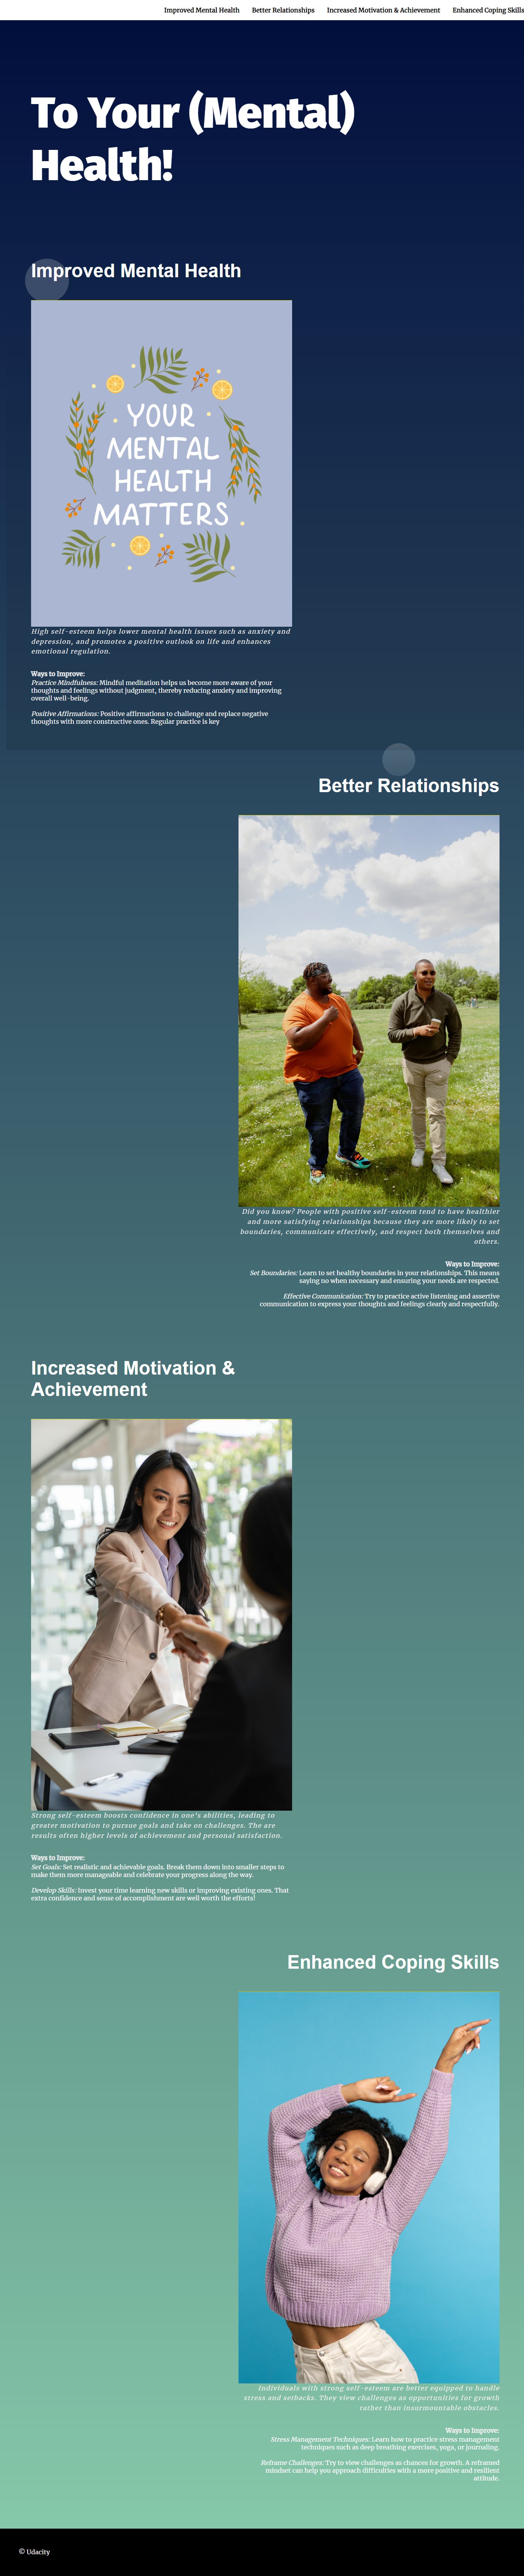 Improved Mental Health Better Relationships Increased Motivation & Achievement Enhanced Coping Skills
To Your (Mental)
Health!
Improved Mental Health
YOUR
MENTAL
HEALTH
MATTERS
High self-esteem helps lower mental health issues such as anxiety and
depression, and promotes a positive outlook on life and enhances
emotional regulation.
Ways to Improve:
Practice Mindfulness: Mindful meditation helps us become more aware of your
thoughts and feelings without judgment, thereby reducing anxiety and improving
overall well-being.
Positive Affirmations: Positive affirmations to challenge and replace negative
thoughts with more constructive ones. Regular practice is key
Better Relationships
Did you know? People with positive self-esteem tend to have healthier
and more satisfying relationships because they are more likely to set
boundaries, communicate effectively, and respect both themselves and
others.
Ways to Improve:
Set Boundaries: Learn to set healthy boundaries in your relationships. This means
saying no when necessary and ensuring your needs are respected.
Effective Communication: Try to practice active listening and assertive
communication to express your thoughts and feelings clearly and respectfully.
Increased Motivation &
Achievement
Strong self-esteem boosts confidence in one's abilities, leading to
greater motivation to pursue goals and take on challenges. The are
results often higher levels of achievement and personal satisfaction.
Ways to Improve:
Set Goals: Set realistic and achievable goals. Break them down into smaller steps to
make them more manageable and celebrate your progress along the way.
Develop Skills: Invest your time learning new skills or improving existing ones. That
extra confidence and sense of accomplishment are well worth the efforts!
Enhanced Coping Skills
Individuals with strong self-esteem are better equipped to handle
stress and setbacks. They view challenges as opportunities for growth
rather than insurmountable obstacles.
Ways to Improve:
Stress Management Techniques: Learn how to practice stress management
techniques such as deep breathing exercises, yoga, or journaling.
Reframe Challenges: Try to view challenges as chances for growth. A reframed
mindset can help you approach difficulties with a more positive and resilient
attitude.
© Udacity